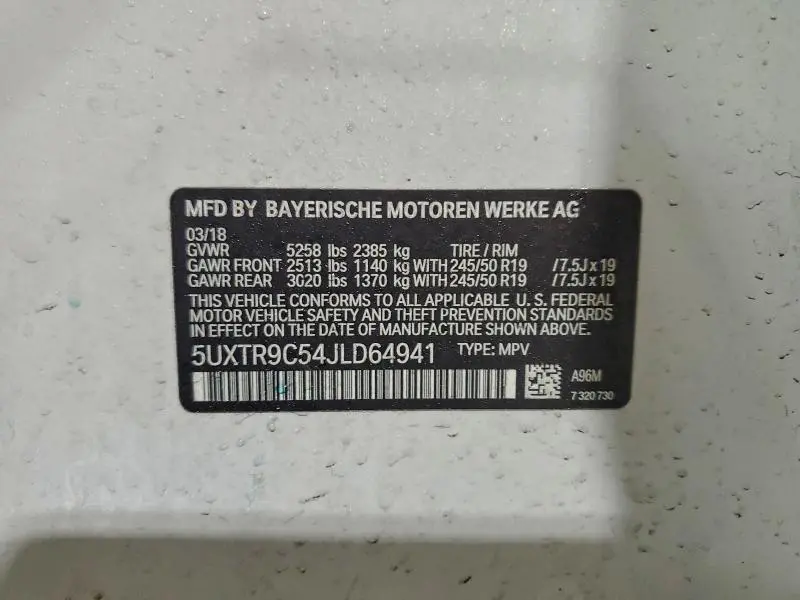 MFD BY BAYERISCHE MOTOREN WERKE AG
03/18
GVWR 5258 lbs 2385 kg TIRE / RIM
GAWR FRONT 2513 lbs 1140 kg WITH 245/50 R19 / 7.5J x 19
GAWR REAR 3020 lbs 1370 kg WITH 245/50 R19 / 7.5J x 19
THIS VEHICLE CONFORMS TO ALL APPLICABLE U. S. FEDERAL
MOTOR VEHICLE SAFETY AND THEFT PREVENTION STANDARDS
IN EFFECT ON THE DATE OF MANUFACTURE SHOWN ABOVE.
5UXTR9C54JLD64941 TYPE: MPV
A96M
7 320 730